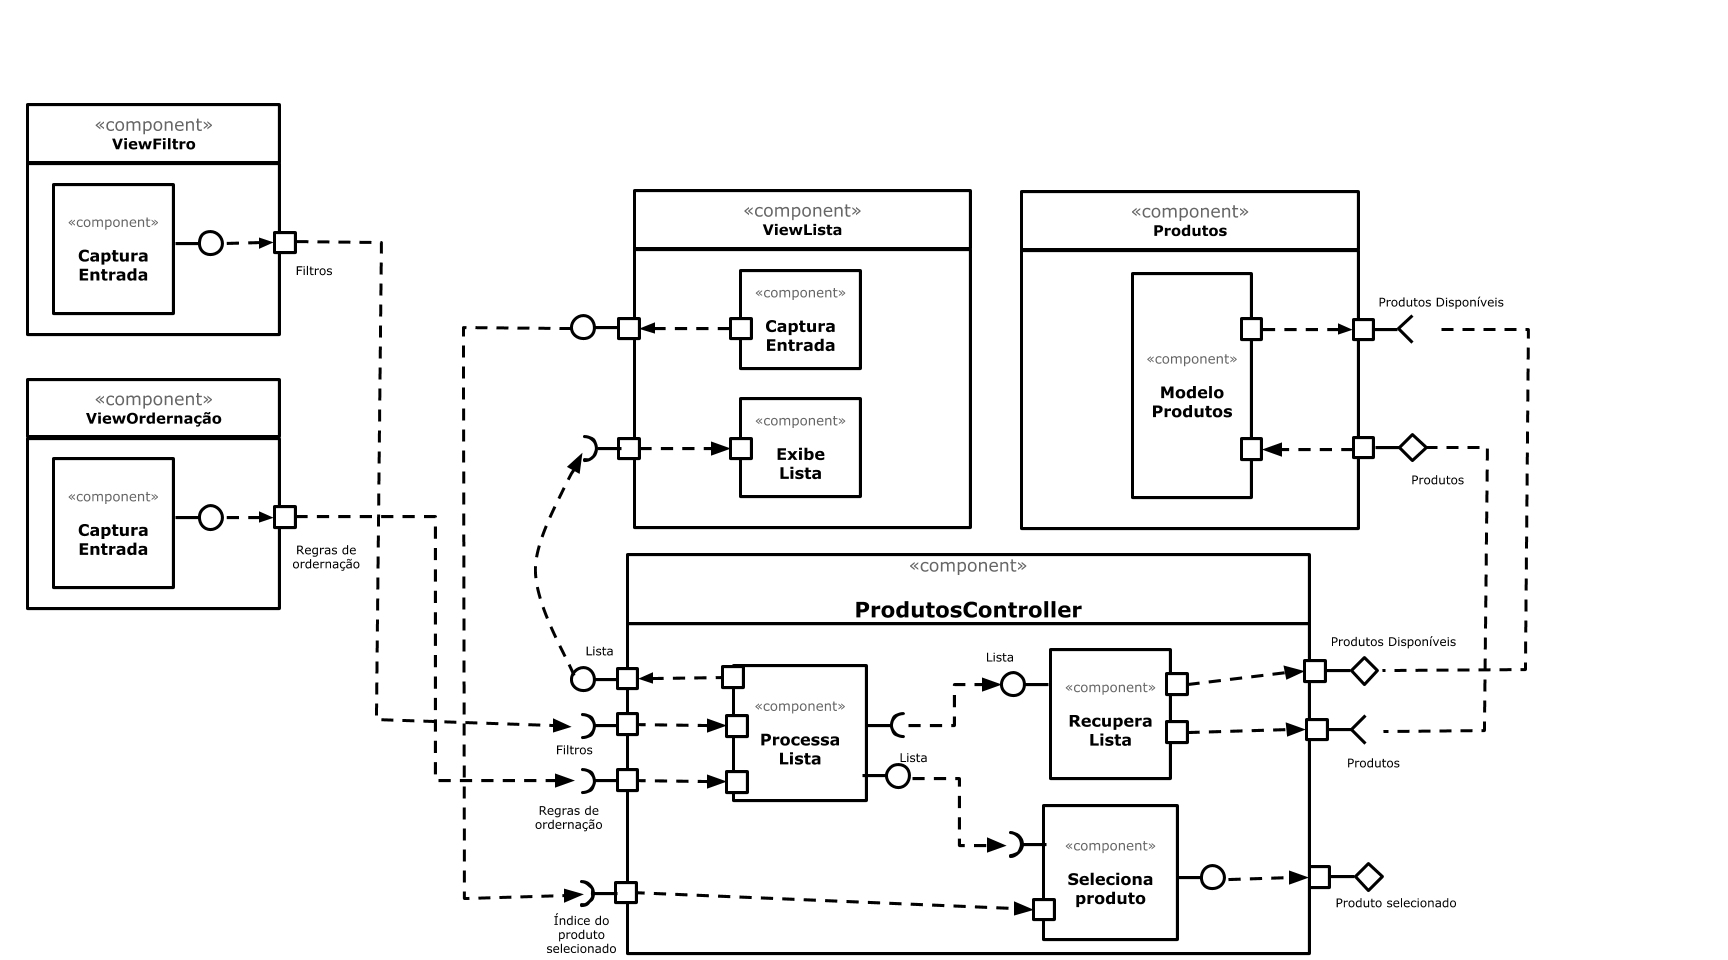 «component»
ViewFiltro
«component»
Captura
Entrada
Filtros
«component»
ViewOrdernação
«component»
Captura
Entrada
Regras de
ordernação
«component»
ViewLista
«component»
Captura
Entrada
«component»
Exibe
Lista
«component»
Produtos
«component»
Modelo
Produtos
Produtos Disponíveis
Produtos
«component»
ProdutosController
Lista
Filtros
Regras de
ordernação
Índice do
produto
selecionado
«component»
Processa
Lista
Lista
Lista
«component»
Recupera
Lista
«component»
Seleciona
produto
Produtos Disponíveis
Produtos
Produto selecionado